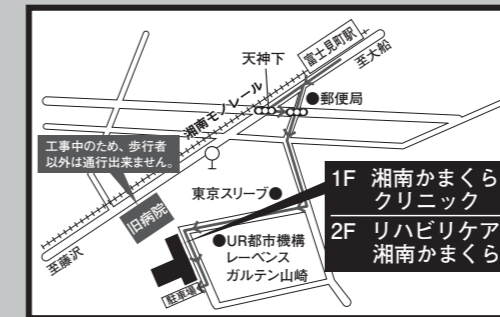 富士見町駅
至大船
天神下
湘南モノレール
●郵便局
工事中のため、歩行者
以外は通行出来ません。
東京スリーブ●
旧病院
至藤沢
1F 湘南かまくら
クリニック
2F リハビリケア
湘南かまくら
●UR都市機構
レーベンス
ガルテン山崎
駐車場